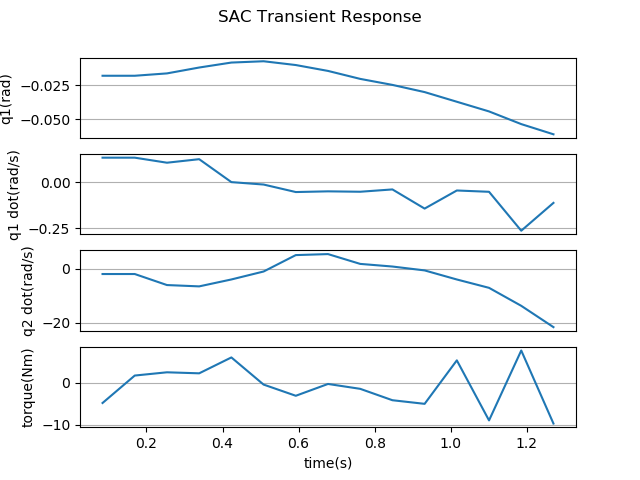 SAC Transient Response
q1(rad)
−0.025
−0.050
q1 dot(rad/s)
0.00
−0.25
q2 dot(rad/s)
0
−20
torque(Nm)
0
−10
0.2 0.4 0.6 0.8 1.0 1.2
time(s)